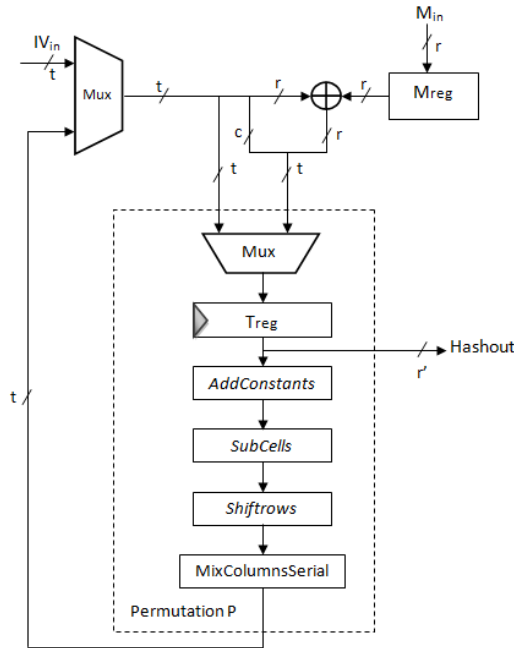 M_in
IV_in
r
t
Mux
t
r
r
Mreg
c
r
t
t
Mux
Treg
Hashout
r'
AddConstants
t
SubCells
Shiftrows
MixColumnsSerial
Permutation P